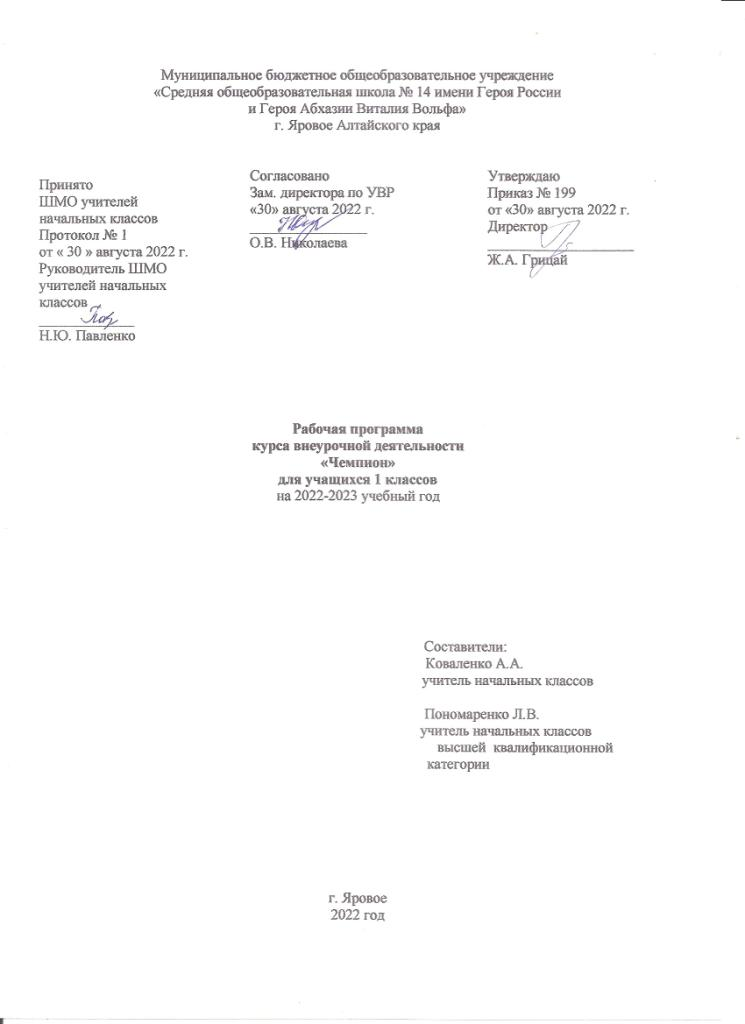 Муниципальное бюджетное общеобразовательное учреждение
«Средняя общеобразовательная школа № 14 имени Героя России
и Героя Абхазии Виталия Вольфа»
г. Яровое Алтайского края
Принято
ШМО учителей
начальных классов
Протокол № 1
от « 30 » августа 2022 г.
Руководитель ШМО
учителей начальных
классов
Н.Ю. Павленко
Согласовано
Зам. директора по УВР
«30» августа 2022 г.
О.В. Николаева
Утверждаю
Приказ № 199
от «30» августа 2022 г.
Директор
Ж.А. Грицай
Рабочая программа
курса внеурочной деятельности
«Чемпион»
для учащихся 1 классов
на 2022-2023 учебный год
Составители:
Коваленко А.А.
учитель начальных классов
Пономаренко Л.В.
учитель начальных классов
высшей квалификационной
категории
г. Яровое
2022 год